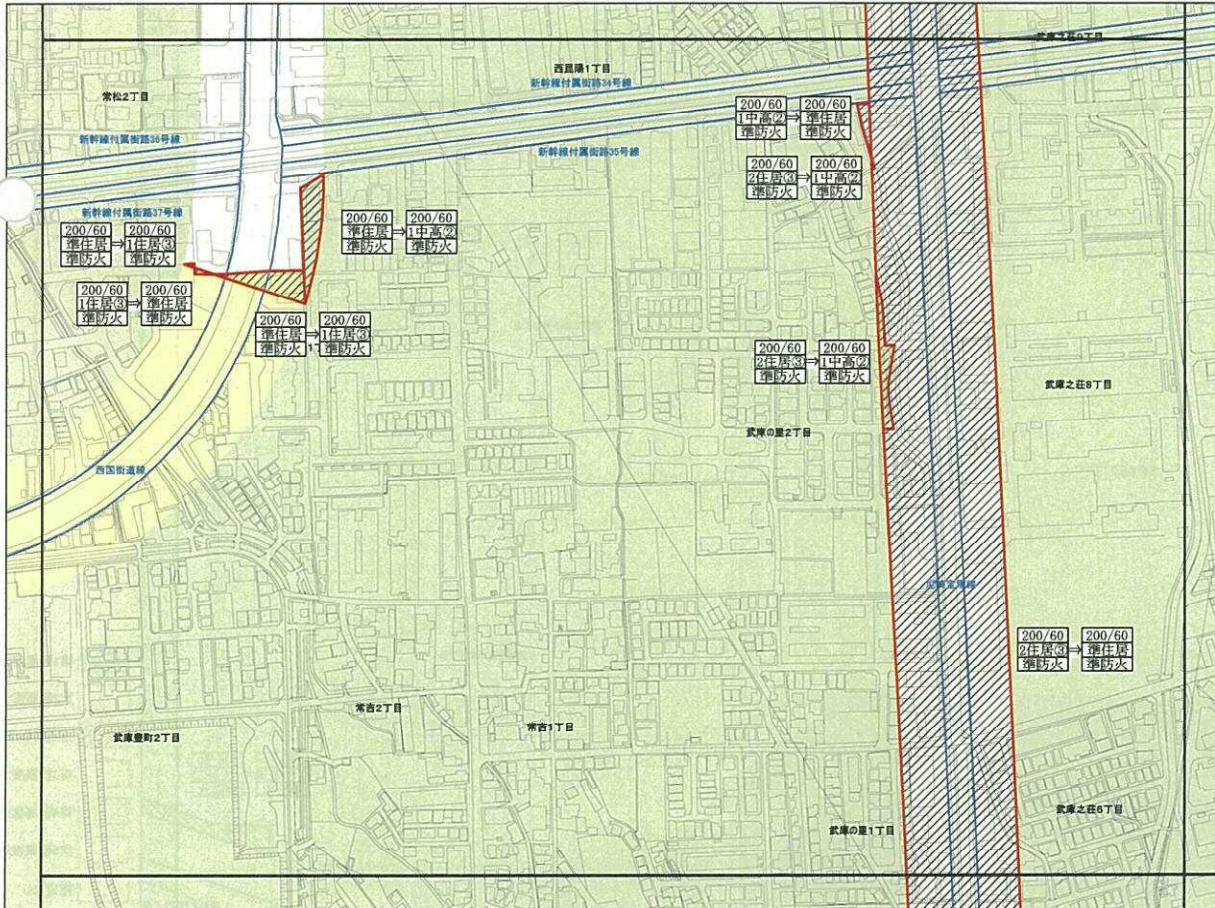 武庫之荘9丁目
西昆陽1丁目
常松2丁目
新幹線付属街路34号線
新幹線付属街路36号線
新幹線付属街路35号線
新幹線付属街路37号線
200/60 200/60
1中高② ⇒ 準住居
準防火 準防火
200/60 200/60
2住居③ ⇒ 1中高②
準防火 準防火
200/60 200/60
準住居 ⇒ 1住居③
準防火 準防火
200/60 200/60
準住居 ⇒ 1中高②
準防火 準防火
200/60 200/60
1住居③ ⇒ 準住居
準防火 準防火
200/60 200/60
準住居 ⇒ 1住居③
準防火 準防火
200/60 200/60
2住居③ ⇒ 1中高②
準防火 準防火
武庫之荘8丁目
武庫の里2丁目
西国街道線
尼崎宝塚線
200/60 200/60
2住居③ ⇒ 準住居
準防火 準防火
常吉2丁目
常吉1丁目
武庫豊町2丁目
武庫之荘6丁目
武庫の里1丁目